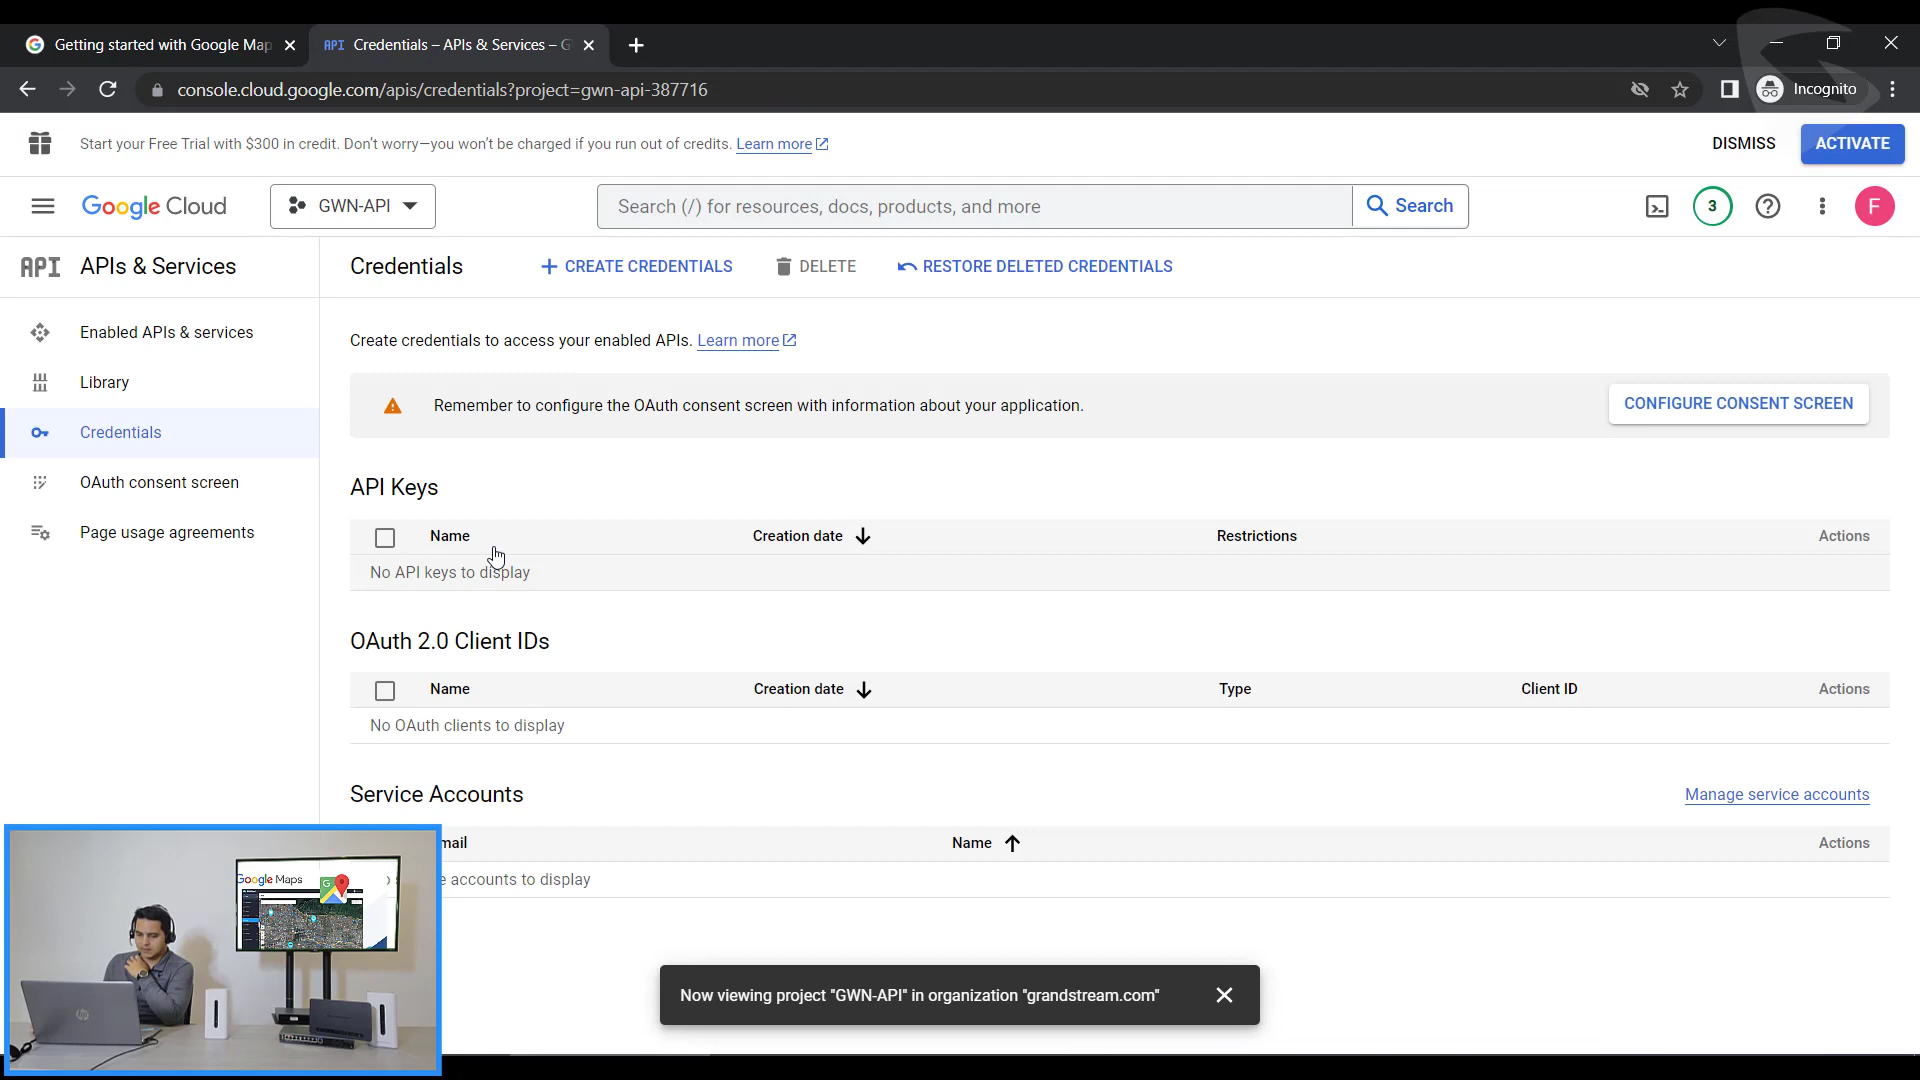 Getting started with Google Map
API Credentials – APIs & Services – G
console.cloud.google.com/apis/credentials?project=gwn-api-387716
Incognito
Start your Free Trial with $300 in credit. Don't worry—you won't be charged if you run out of credits. Learn more
DISMISS
ACTIVATE
Google Cloud
GWN-API
Search (/) for resources, docs, products, and more
Search
3
F
API APIs & Services
Credentials
CREATE CREDENTIALS
DELETE
RESTORE DELETED CREDENTIALS
Enabled APIs & services
Library
Credentials
OAuth consent screen
Page usage agreements
Create credentials to access your enabled APIs. Learn more
Remember to configure the OAuth consent screen with information about your application.
CONFIGURE CONSENT SCREEN
API Keys
Name Creation date Restrictions Actions
No API keys to display
OAuth 2.0 Client IDs
Name Creation date Type Client ID Actions
No OAuth clients to display
Service Accounts
Manage service accounts
mail Name Actions
e accounts to display
Google Maps
G
hp
Now viewing project "GWN-API" in organization "grandstream.com"